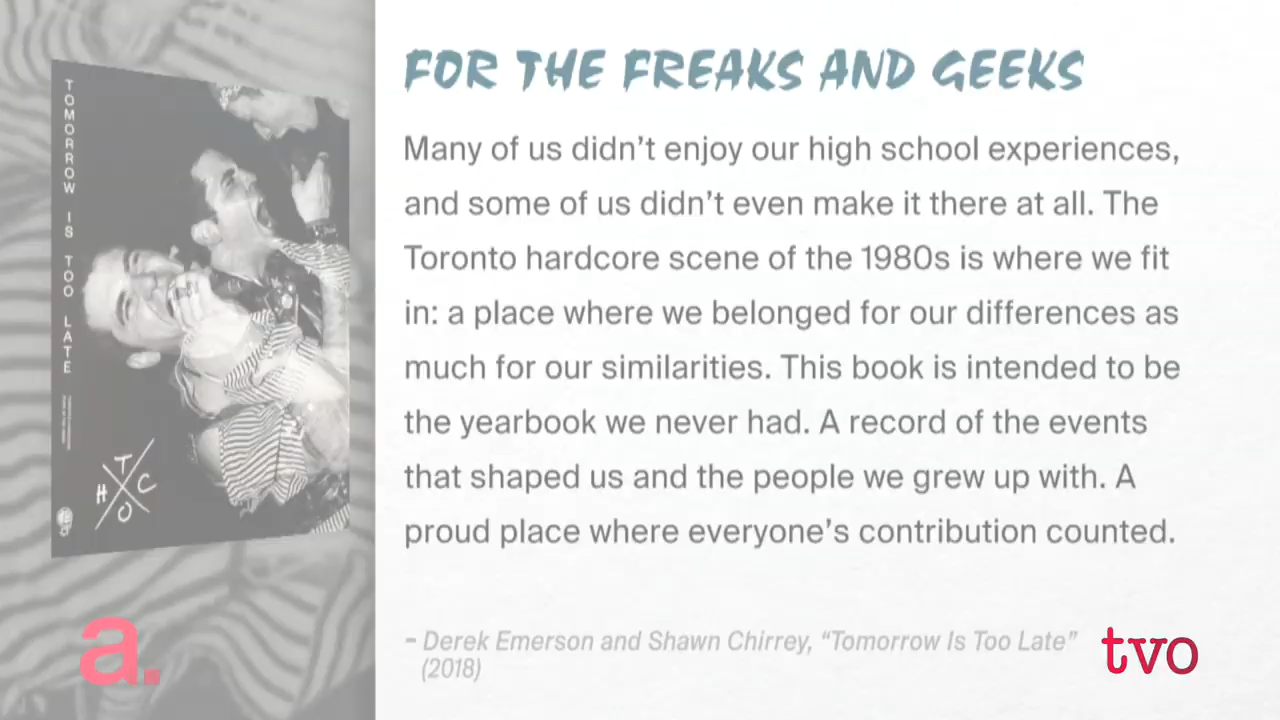 TOMORROW IS TOO LATE
T
H C
O
a.
FOR THE FREAKS AND GEEKS
Many of us didn't enjoy our high school experiences,
and some of us didn't even make it there at all. The
Toronto hardcore scene of the 1980s is where we fit
in: a place where we belonged for our differences as
much for our similarities. This book is intended to be
the yearbook we never had. A record of the events
that shaped us and the people we grew up with. A
proud place where everyone's contribution counted.
– Derek Emerson and Shawn Chirrey, “Tomorrow Is Too Late”
(2018)
tvo